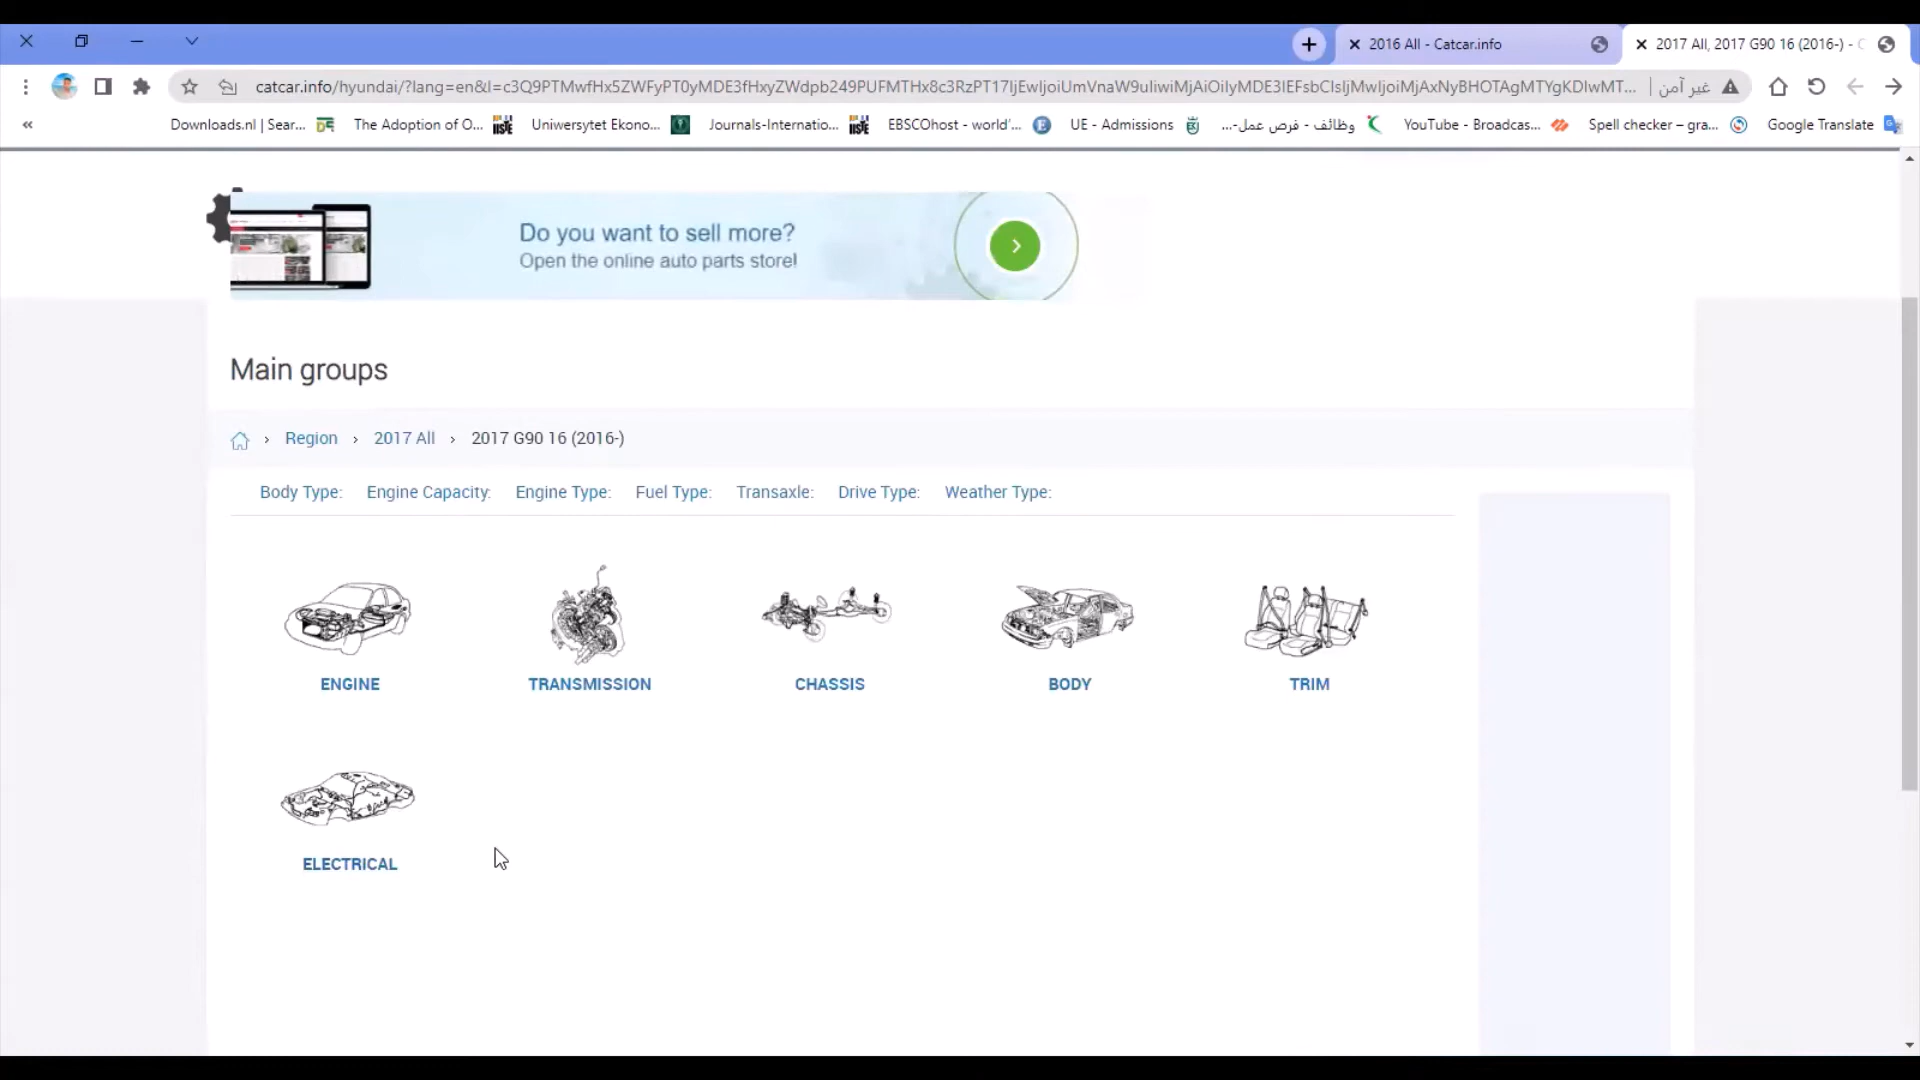 2016 All - Catcar.info
2017 All, 2017 G90 16 (2016-) -
catcar.info/hyundai/?lang=en&l=c3Q9PTMwfHx5ZWFyPT0yMDE3fHxyZWdpb249PUFMTHx8c3RzPT17IjEwIjoiUmVnaW9uIiwiMjAiOiIyMDE3IEFsbCIsIjMwIjoiMjAxNyBHOTAgMTYgKDIwMT...
غير آمن
«
Downloads.nl | Sear...
The Adoption of O...
Uniwersytet Ekono...
Journals-Internatio...
EBSCOhost - world'...
UE - Admissions
وظائف - فرص عمل-...
YouTube - Broadcas...
Spell checker – gra...
Google Translate
Do you want to sell more?
Open the online auto parts store!
Main groups
Region › 2017 All › 2017 G90 16 (2016-)
Body Type: Engine Capacity: Engine Type: Fuel Type: Transaxle: Drive Type: Weather Type:
ENGINE
TRANSMISSION
CHASSIS
BODY
TRIM
ELECTRICAL